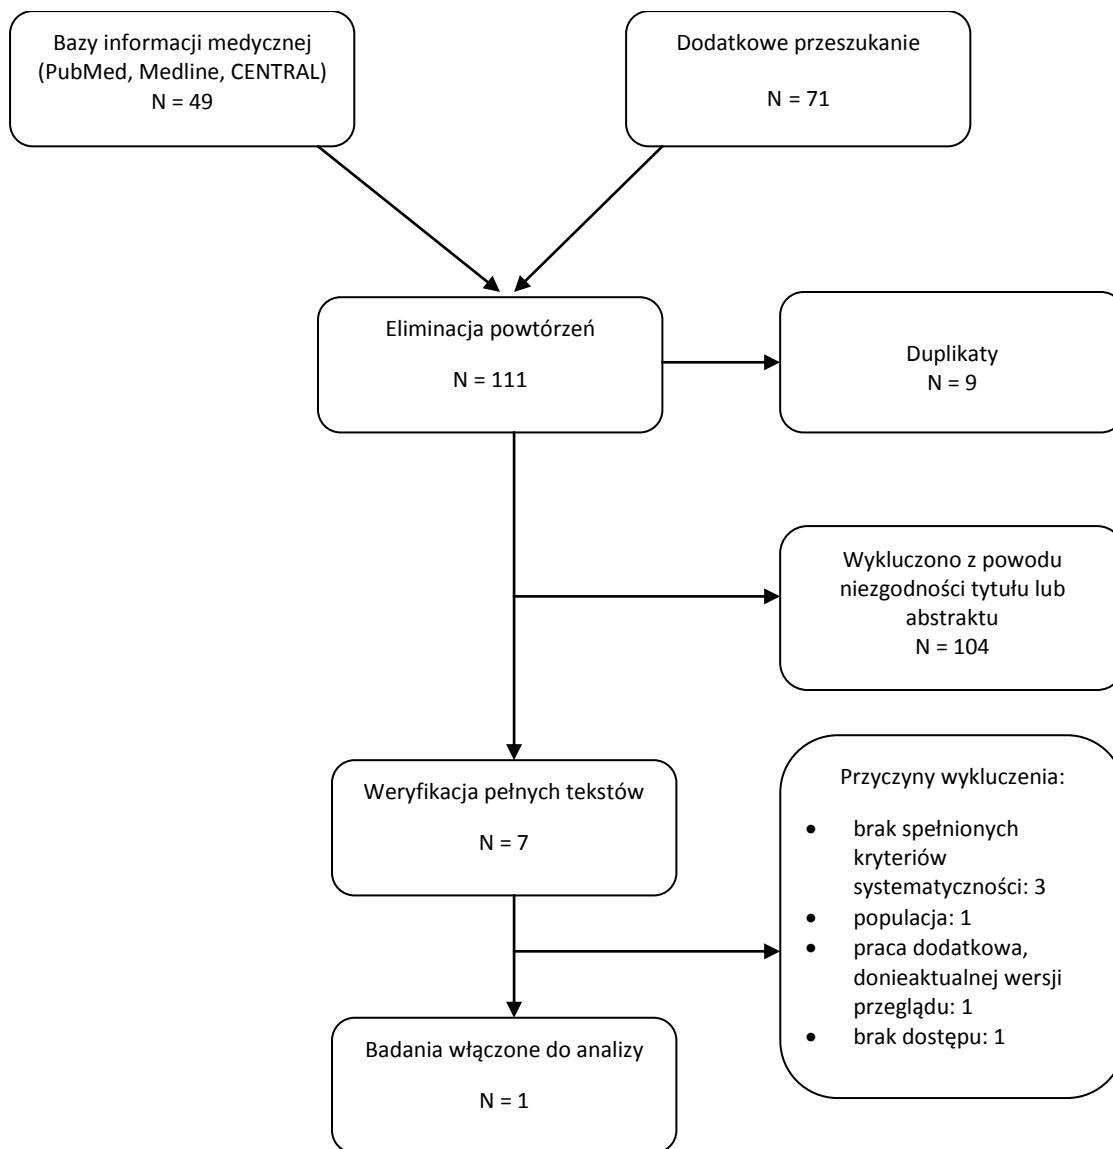 Bazy informacji medycznej
(PubMed, Medline, CENTRAL)
N = 49
Dodatkowe przeszukanie
N = 71
Eliminacja powtórzeń
N = 111
Duplikaty
N = 9
Wykluczono z powodu
niezgodności tytułu lub
abstraktu
N = 104
Weryfikacja pełnych tekstów
N = 7
Przyczyny wykluczenia:
• brak spełnionych
kryteriów
systematyczności: 3
• populacja: 1
• praca dodatkowa,
donieaktualnej wersji
przeglądu: 1
• brak dostępu: 1
Badania włączone do analizy
N = 1